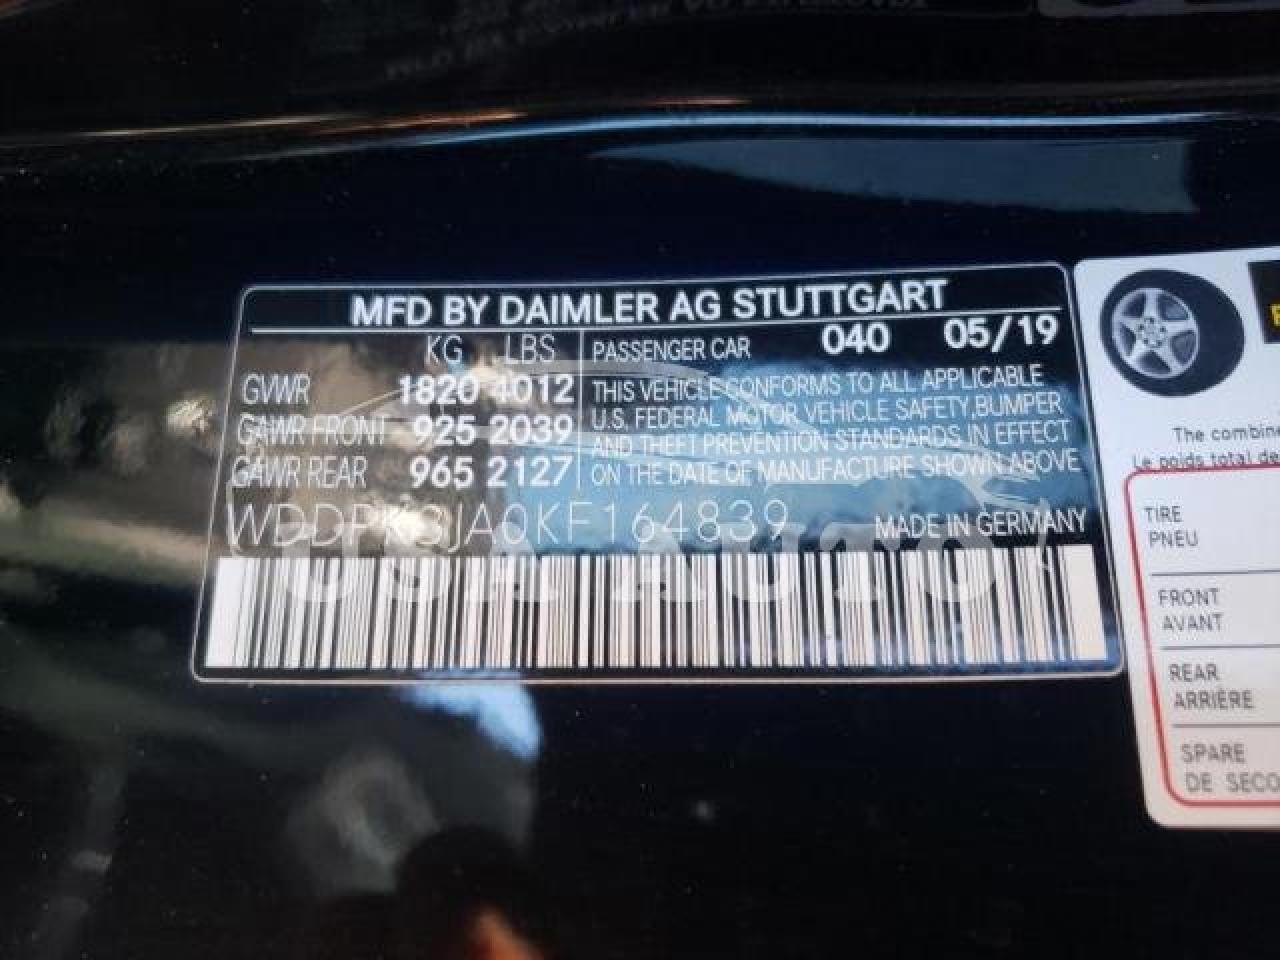 MFD BY DAIMLER AG STUTTGART
KG LBS
GVWR 1820 4012
GAWR FRONT 925 2039
GAWR REAR 965 2127
PASSENGER CAR 040 05/19
THIS VEHICLE CONFORMS TO ALL APPLICABLE
U.S. FEDERAL MOTOR VEHICLE SAFETY, BUMPER
AND THEFT PREVENTION STANDARDS IN EFFECT
ON THE DATE OF MANUFACTURE SHOWN ABOVE
WDDPK3JA0KF164839 MADE IN GERMANY
USA AUTO
The combine
Le poids total de
TIRE
PNEU
FRONT
AVANT
REAR
ARRIÈRE
SPARE
DE SECO